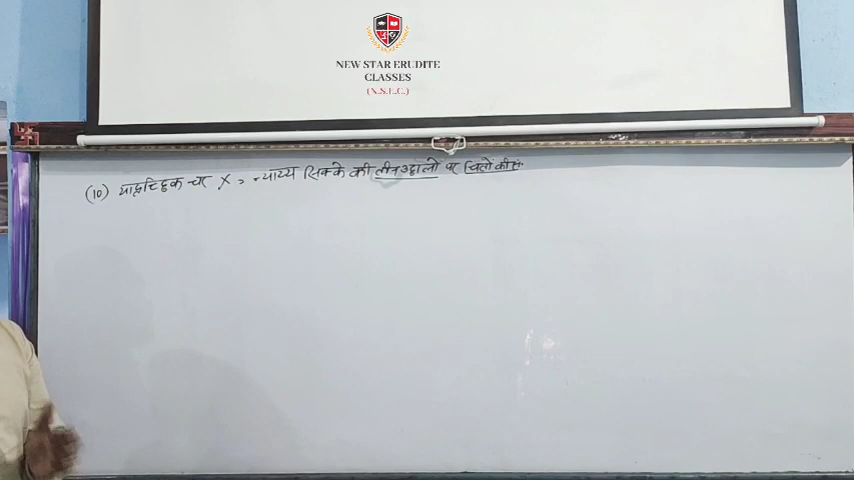 NEW STAR ERUDITE
CLASSES
(N.S.E.C.)
(10) यादृच्छिक चर X = न्याय्य सिक्के की तीन उछालों पर चितों की सं॰